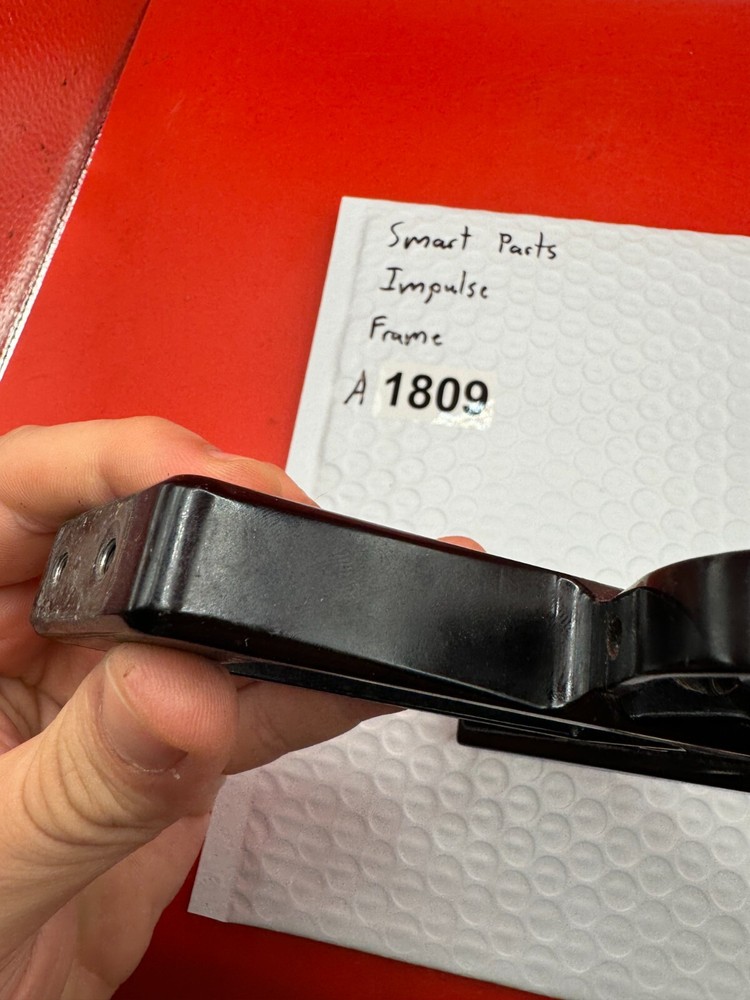 Smart Parts
Impulse
Frame
A 1809